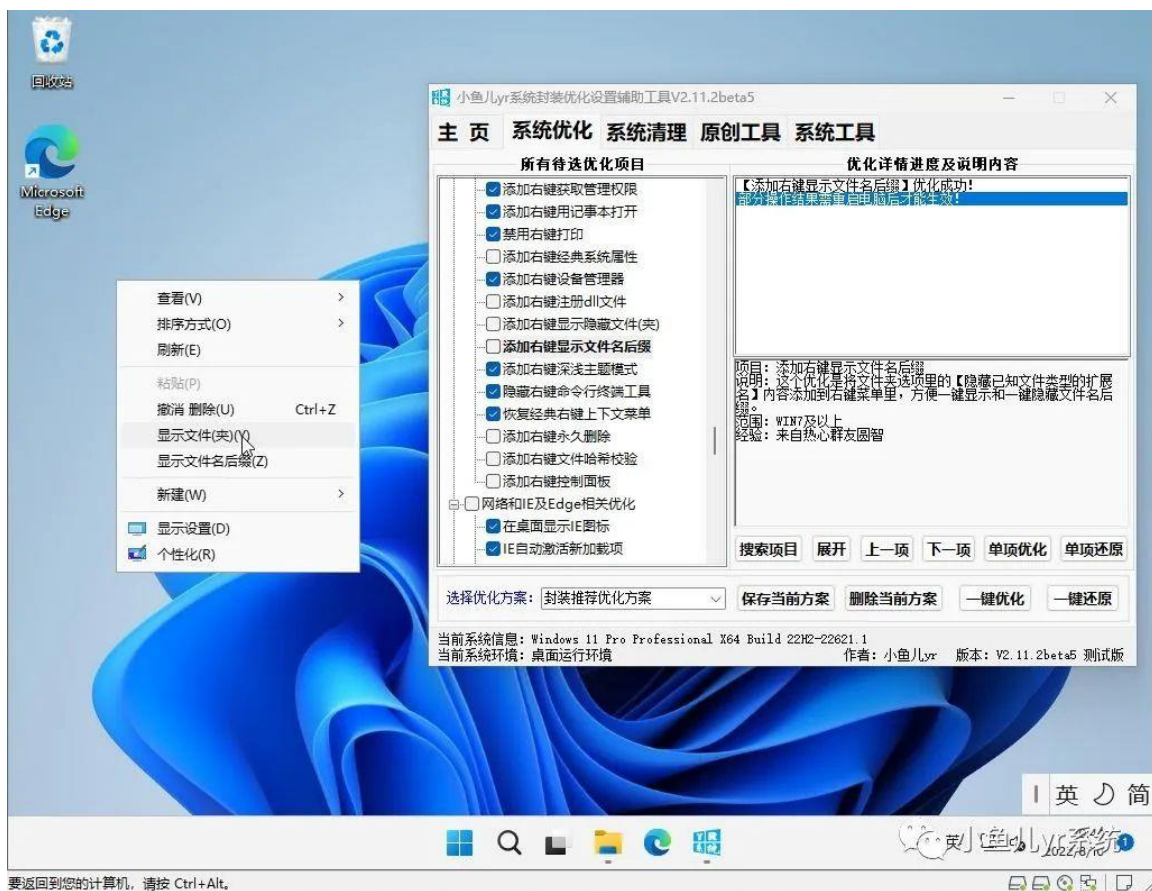 回收站
Microsoft
Edge
小鱼儿yr系统封装优化设置辅助工具V2.11.2beta5
主 页 系统优化 系统清理 原创工具 系统工具
所有待选优化项目
添加右键获取管理权限
添加右键用记事本打开
禁用右键打印
添加右键经典系统属性
添加右键设备管理器
添加右键注册dll文件
添加右键显示隐藏文件(夹)
添加右键显示文件名后缀
添加右键深浅主题模式
隐藏右键命令行终端工具
恢复经典右键上下文菜单
添加右键永久删除
添加右键文件哈希校验
添加右键控制面板
网络和IE及Edge相关优化
在桌面显示IE图标
IE自动激活新加载项
优化详情进度及说明内容
【添加右键显示文件名后缀】优化成功!
部分操作结果需重启电脑后才能生效!
项目: 添加右键显示文件名后缀
说明: 这个优化是将文件夹选项里的【隐藏已知文件类型的扩展
名】内容添加到右键菜单里，方便一键显示和一键隐藏文件名后
缀。
范围: WIN7及以上
经验: 来自热心群友圆智
搜索项目 展开 上一项 下一项 单项优化 单项还原
选择优化方案: 封装推荐优化方案 保存当前方案 删除当前方案 一键优化 一键还原
当前系统信息: Windows 11 Pro Professional X64 Build 22H2-22621.1
当前系统环境: 桌面运行环境 作者: 小鱼儿yr 版本: V2.11.2beta5 测试版
查看(V)
排序方式(O)
刷新(E)
粘贴(P)
撤消 删除(U) Ctrl+Z
显示文件(夹)(Y)
显示文件名后缀(Z)
新建(W)
显示设置(D)
个性化(R)
英 简
英
小鱼儿yr系统
2022/8/10
1
要返回到您的计算机，请按 Ctrl+Alt。